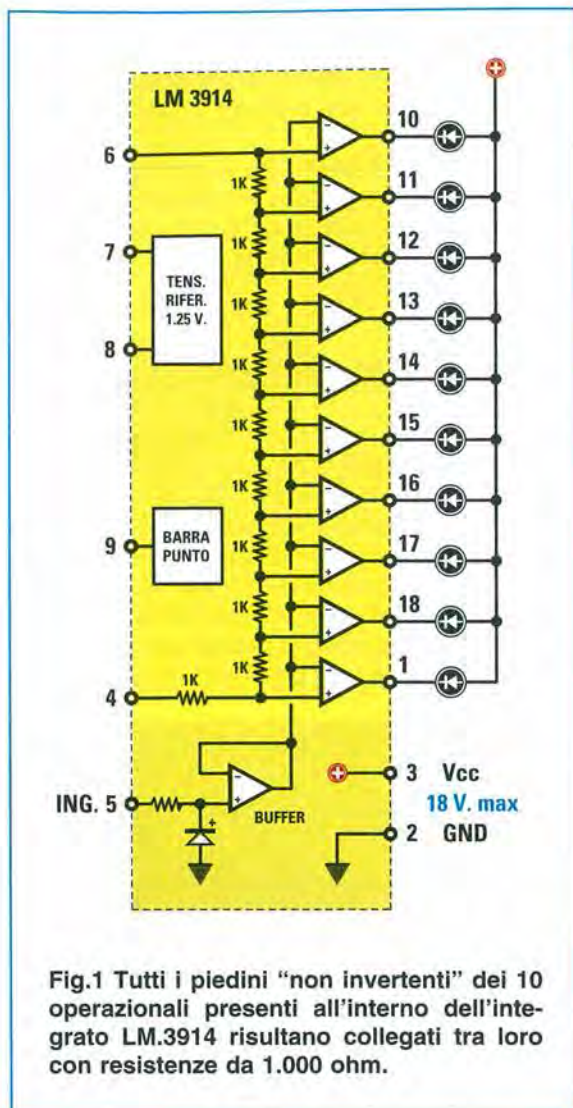 LM 3914
6
10
1K
11
1K
7
12
1K
TENS.
RIFER.
1.25 V.
13
1K
8
14
1K
15
1K
16
1K
9
BARRA
PUNTO
17
1K
18
1K
1
4
1K
ING. 5
BUFFER
3 Vcc
18 V. max
2 GND
Fig.1 Tutti i piedini “non invertenti” dei 10
operazionali presenti all'interno dell'inte-
grato LM.3914 risultano collegati tra loro
con resistenze da 1.000 ohm.